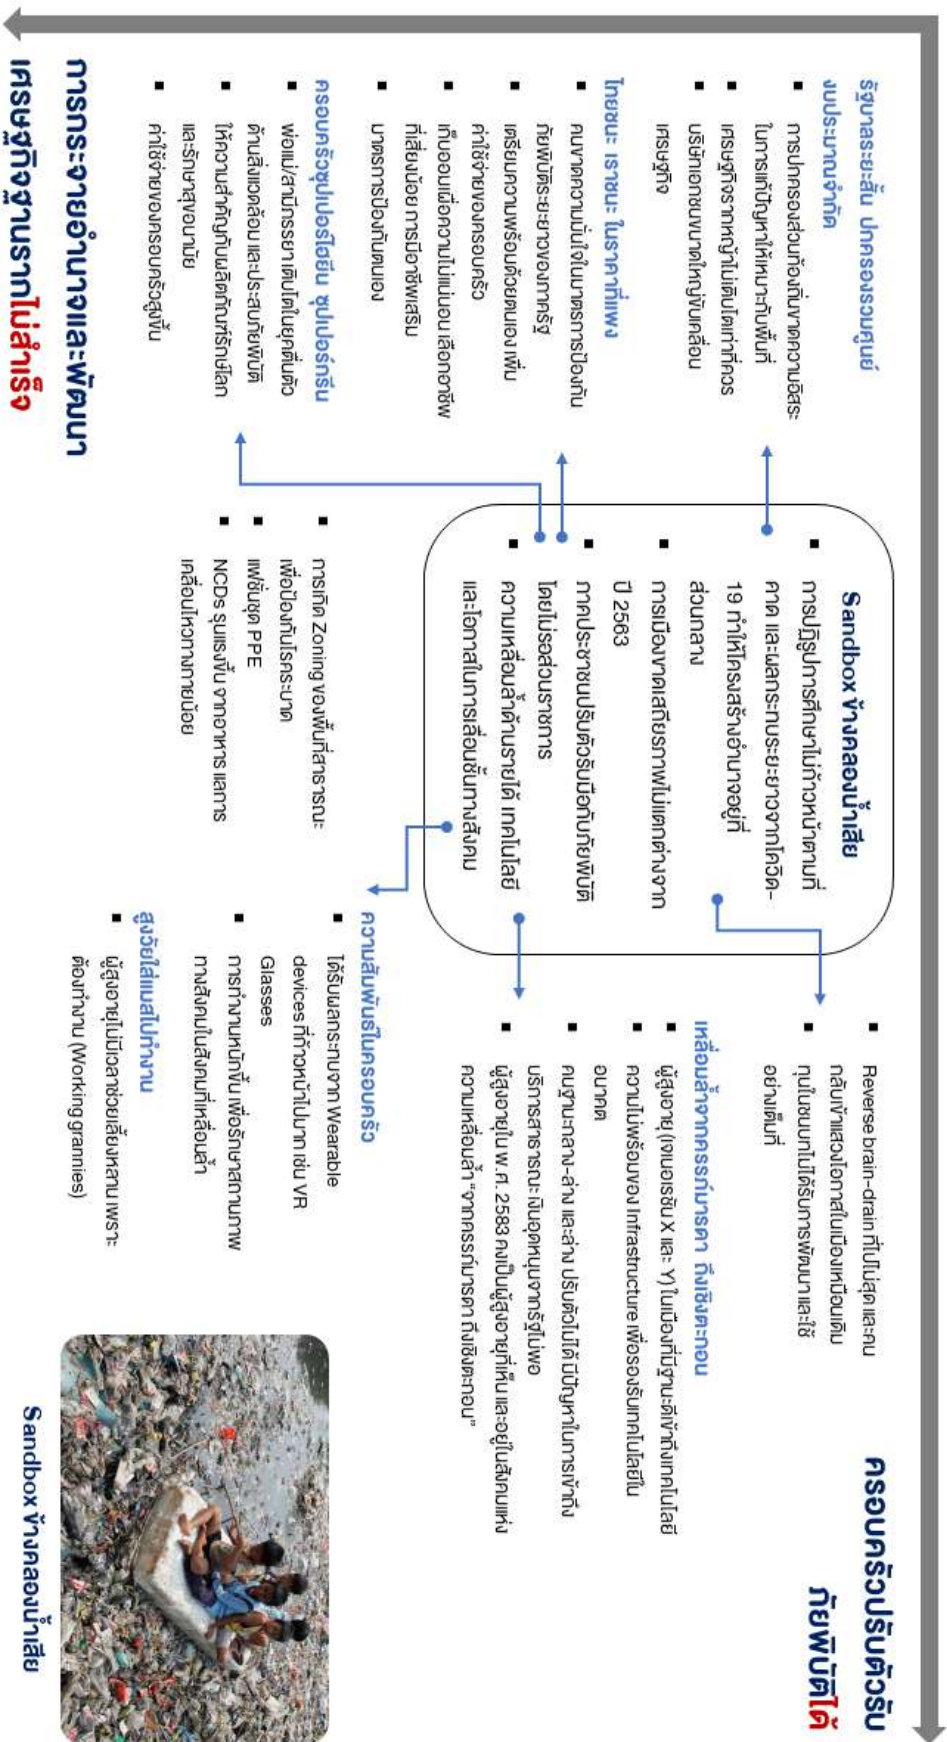 ครอบครัวปรับตัวรับ
ภัยพิบัติได้
รัฐบาลระยะสั้น ปกครองรวมศูนย์
งบประมาณจำกัด
▪ การปกครองส่วนท้องถิ่นขาดความอิสระ
ในการแก้ปัญหาให้เหมาะกับพื้นที่
▪ เศรษฐกิจรากหญ้าไม่เติบโตเท่าที่ควร
▪ บริษัทเอกชนขนาดใหญ่ขับเคลื่อน
เศรษฐกิจ
ไทยชนะ เราชนะ ในราคาที่แพง
▪ คนขาดความมั่นใจในมาตรการป้องกัน
ภัยพิบัติระยะยาวของภาครัฐ
▪ เตรียมความพร้อมด้วยตนเอง เพิ่ม
ค่าใช้จ่ายของครอบครัว
▪ เก็บออมเผื่อความไม่แน่นอน เลือกอาชีพ
ที่เสี่ยงน้อย การมีอาชีพเสริม
▪ มาตรการป้องกันตนเอง
ครอบครัวซุปเปอร์ไฮยีน ซุปเปอร์กรีน
▪ พ่อแม่/สามีภรรยา เติบโตในยุคตื่นตัว
ด้านสิ่งแวดล้อม และประสบภัยพิบัติ
▪ ให้ความสำคัญกับผลิตภัณฑ์รักษ์โลก
และรักษาสุขอนามัย
▪ ค่าใช้จ่ายของครอบครัวสูงขึ้น
การกระจายอำนาจและพัฒนา
เศรษฐกิจฐานรากไม่สำเร็จ
Sandbox ข้างคลองน้ำเสีย
▪ การปฏิรูปการศึกษาไม่ก้าวหน้าตามที่
คาด และผลกระทบระยะยาวจากโควิด-
19 ทำให้โครงสร้างอำนาจอยู่ที่
ส่วนกลาง
▪ การเมืองขาดเสถียรภาพไม่แตกต่างจาก
ปี 2563
▪ ภาคประชาชนปรับตัวรับมือกับภัยพิบัติ
โดยไม่รอส่วนราชการ
▪ ความเหลื่อมล้ำด้านรายได้ เทคโนโลยี
และโอกาสในการเลื่อนชั้นทางสังคม
▪ การเกิด Zoning ของพื้นที่สาธารณะ
เพื่อป้องกันโรคระบาด
▪ แฟชั่นชุด PPE
▪ NCDs รุนแรงขึ้น จากอาหาร และการ
เคลื่อนไหวทางกายน้อย
▪ Reverse brain-drain ที่ไปไม่สุด และคน
กลับเข้าแสวงโอกาสในเมืองเหมือนเดิม
▪ ทุนในชนบทไม่ได้รับการพัฒนาและใช้
อย่างเต็มที่
เหลื่อมล้ำจากครรภ์มารดา ถึงเชิงตะกอน
▪ ผู้สูงอายุ (เจเนอเรชัน X และ Y) ในเมืองที่มีฐานะดีเข้าถึงเทคโนโลยี
▪ ความไม่พร้อมของ Infrastructure เพื่อรองรับเทคโนโลยีใน
อนาคต
▪ คนฐานะกลาง-ล่าง และล่าง ปรับตัวไม่ได้ มีปัญหาในการเข้าถึง
บริการสาธารณะ เงินอุดหนุนจากรัฐไม่พอ
▪ ผู้สูงอายุใน พ.ศ. 2583 คงเป็นผู้สูงอายุที่เห็น และอยู่ในสังคมแห่ง
ความเหลื่อมล้ำ “จากครรภ์มารดา ถึงเชิงตะกอน”
ความสัมพันธ์ในครอบครัว
▪ ได้รับผลกระทบจาก Wearable
devices ที่ก้าวหน้าไปมาก เช่น VR
Glasses
▪ การทำงานหนักขึ้น เพื่อรักษาสถานภาพ
ทางสังคมในสังคมที่เหลื่อมล้ำ
สูงวัยใส่แมสไปทำงาน
▪ ผู้สูงอายุไม่มีเวลาช่วยเลี้ยงหลาน เพราะ
ต้องทำงาน (Working grannies)
Sandbox ข้างคลองน้ำเสีย